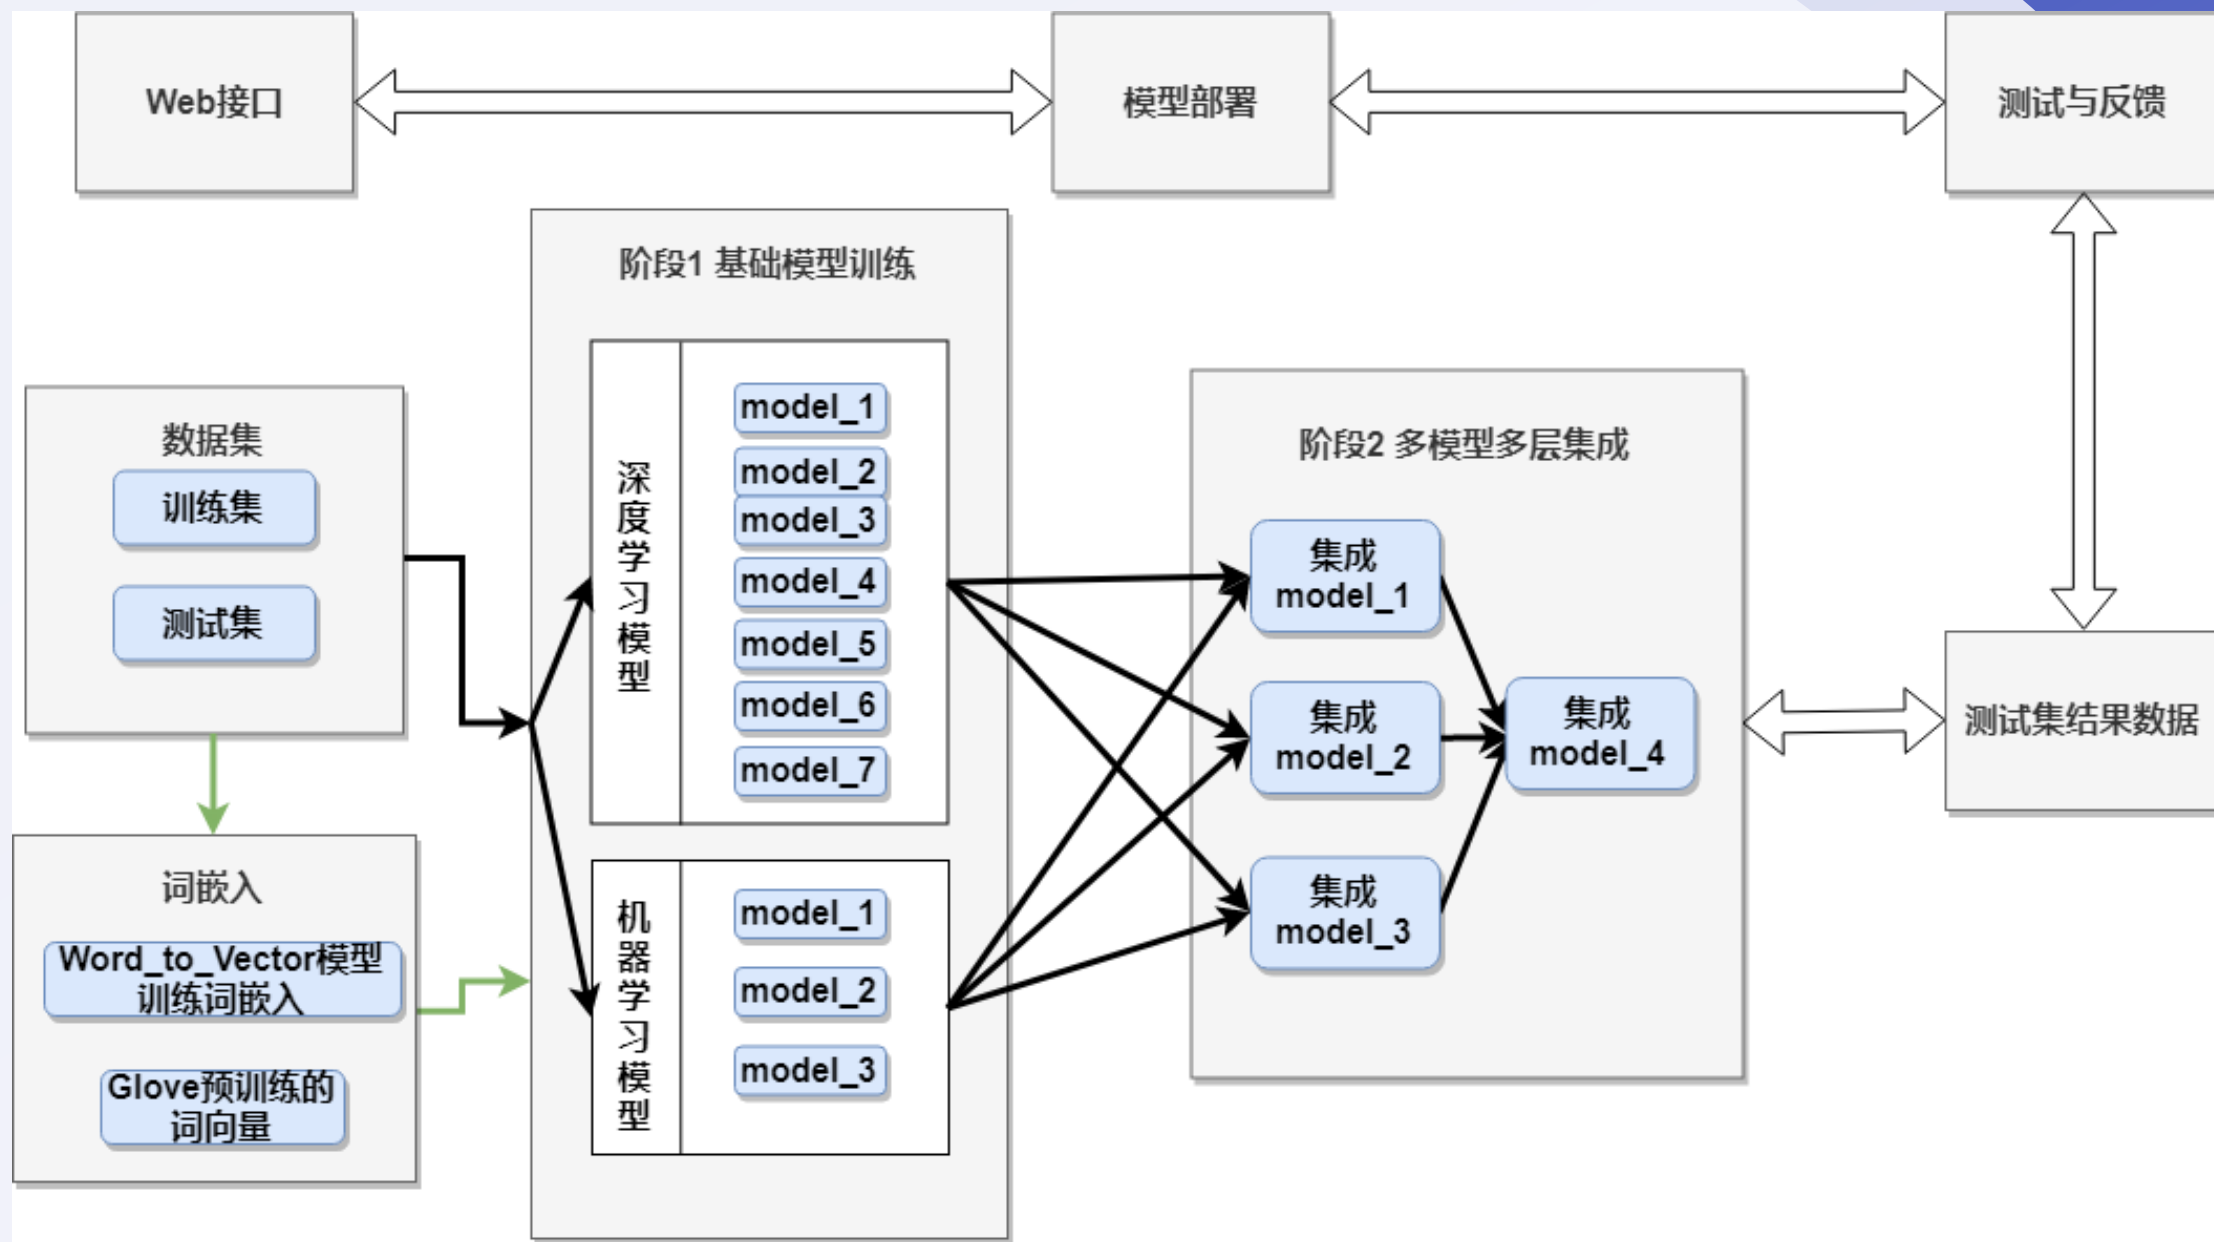 Web接口
模型部署
测试与反馈
数据集
训练集
测试集
词嵌入
Word_to_Vector模型
训练词嵌入
Glove预训练的
词向量
阶段1 基础模型训练
深度学习模型
model_1
model_2
model_3
model_4
model_5
model_6
model_7
机器学习模型
model_1
model_2
model_3
阶段2 多模型多层集成
集成
model_1
集成
model_2
集成
model_3
集成
model_4
测试集结果数据